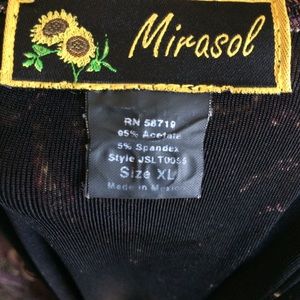 Mirasol
RN 58719
95% Acetate
5% Spandex
Style JSLT0055
Size XL
Made in Mexico